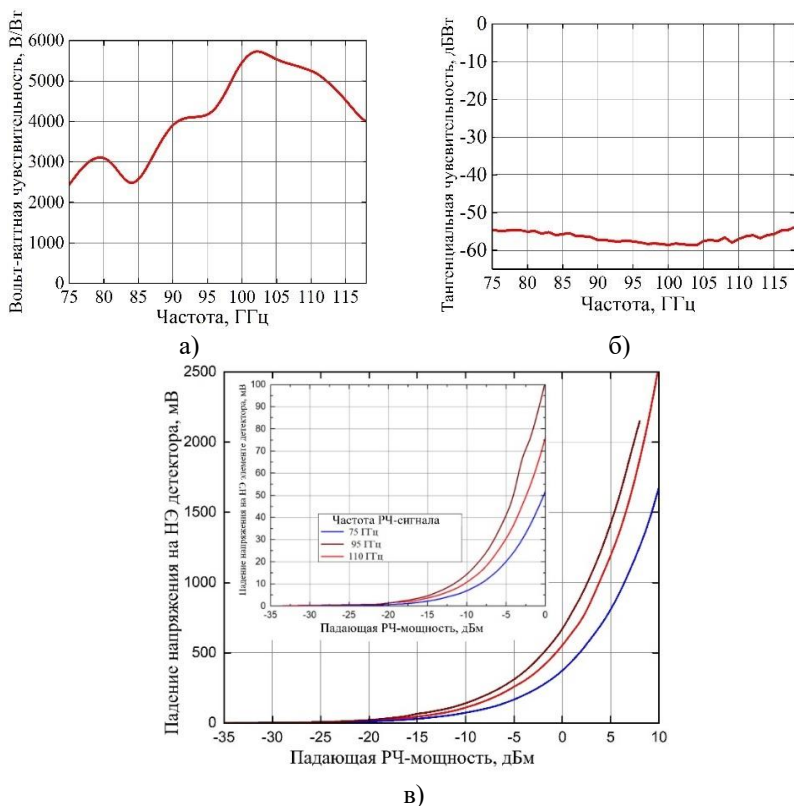 Вольт-ваттная чувствительность, В/Вт
6000
5000
4000
3000
2000
1000
0
75 80 85 90 95 100 105 110 115
Частота, ГГц
а)
Тангенциальная чувсвительность, дБВт
0
-10
-20
-30
-40
-50
-60
75 80 85 90 95 100 105 110 115
Частота, ГГц
б)
Падение напряжения на НЭ детектора, мВ
2500
2000
1500
1000
500
0
-35 -30 -25 -20 -15 -10 -5 0 5 10
Падающая РЧ-мощность, дБм
Падение напряжения на НЭ элементе детектора, мВ
100
90
80
70
60
50
40
30
20
10
0
Частота РЧ-сигнала
75 ГГц
95 ГГц
110 ГГц
-35 -30 -25 -20 -15 -10 -5 0
Падающая РЧ-мощность, дБм
в)